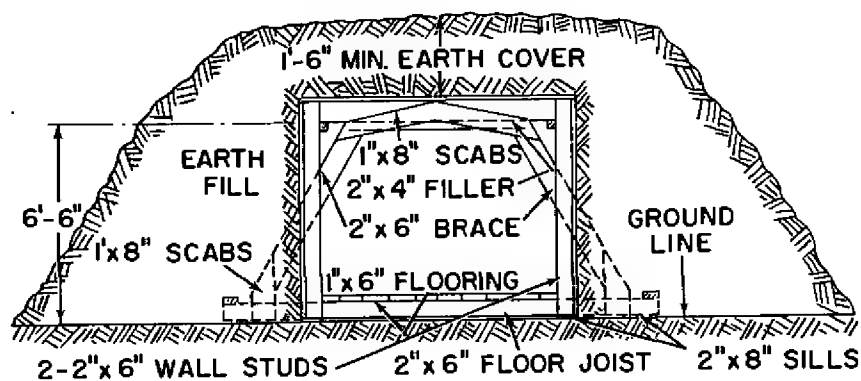 1'-6" MIN. EARTH COVER
EARTH
FILL
1"x8" SCABS
2"x4" FILLER
6'-6"
2"x6" BRACE
GROUND
LINE
1'x8" SCABS
1"x6" FLOORING
2-2"x6" WALL STUDS
2"x6" FLOOR JOIST
2"x8" SILLS